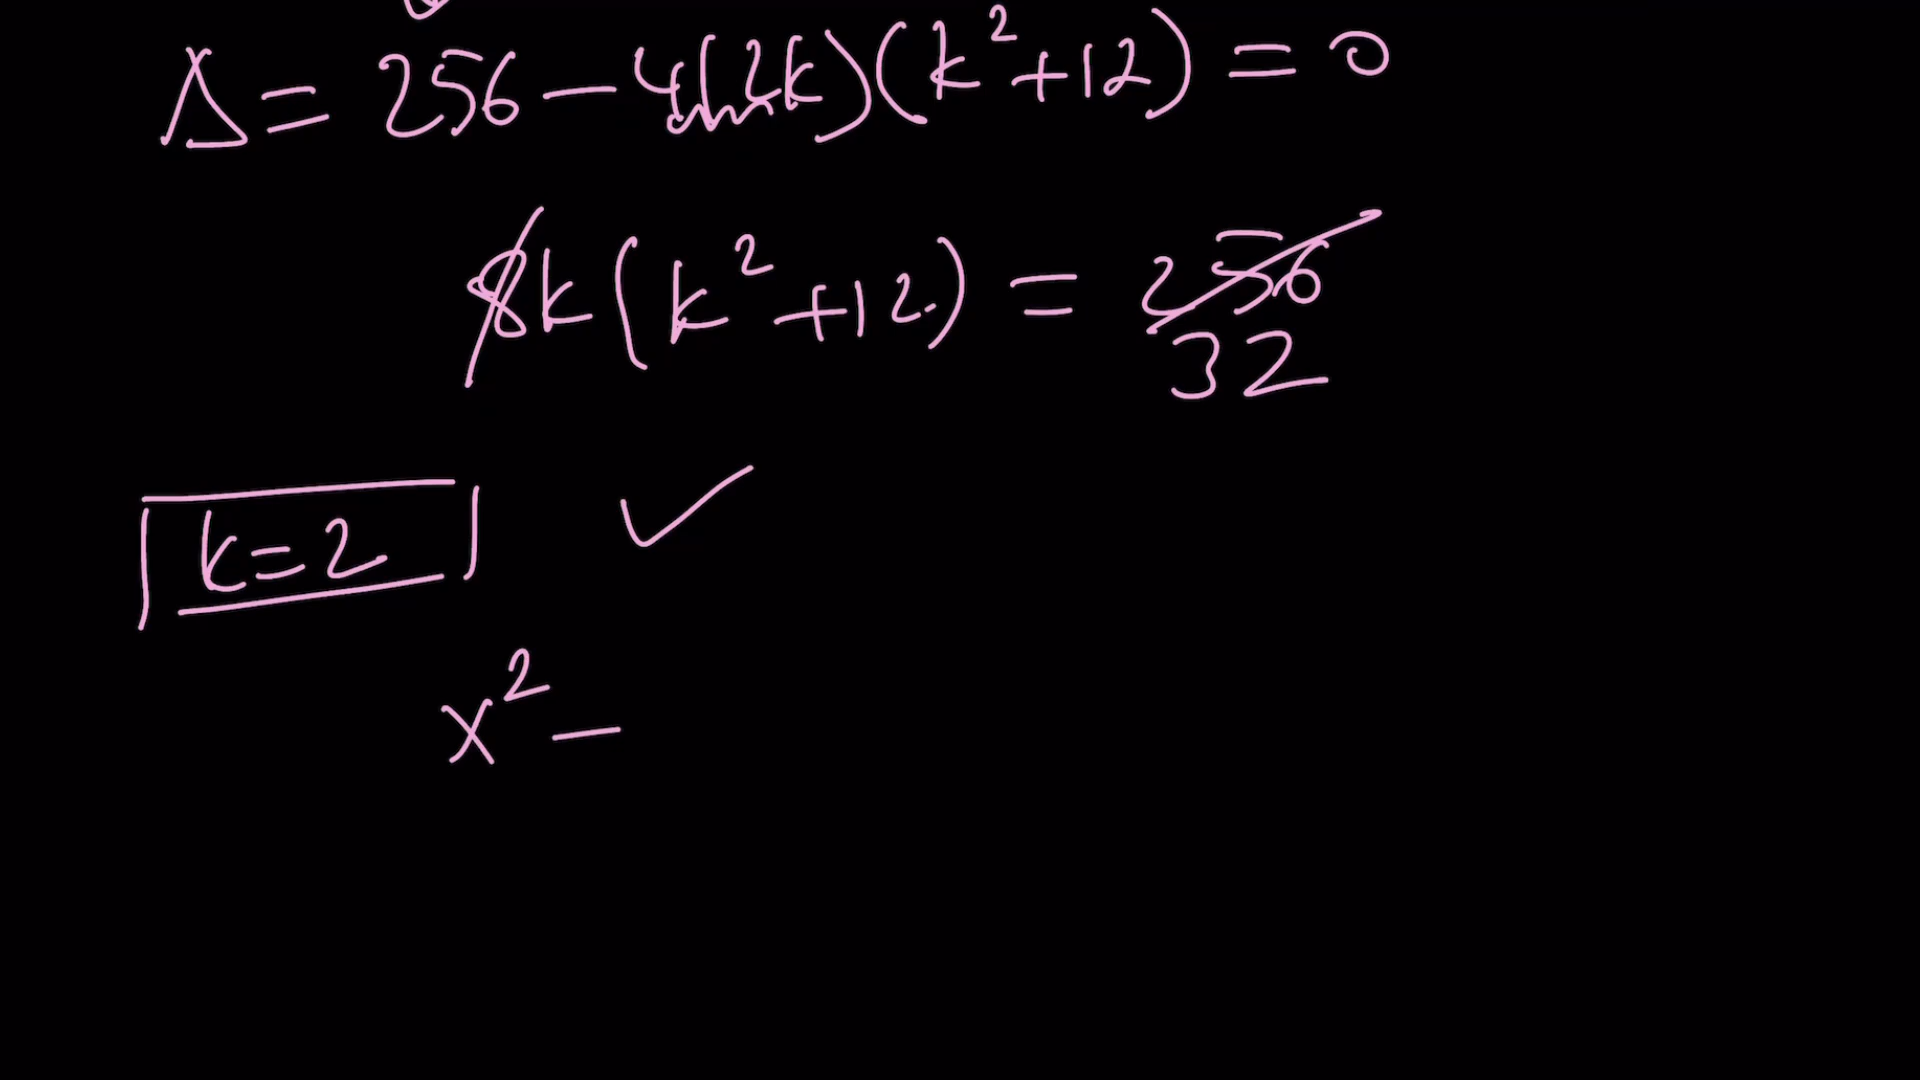 Δ = 256 - 4(2k)(k²+12) = 0
8k(k²+12) = 256
32
k=2 ✓
x² -